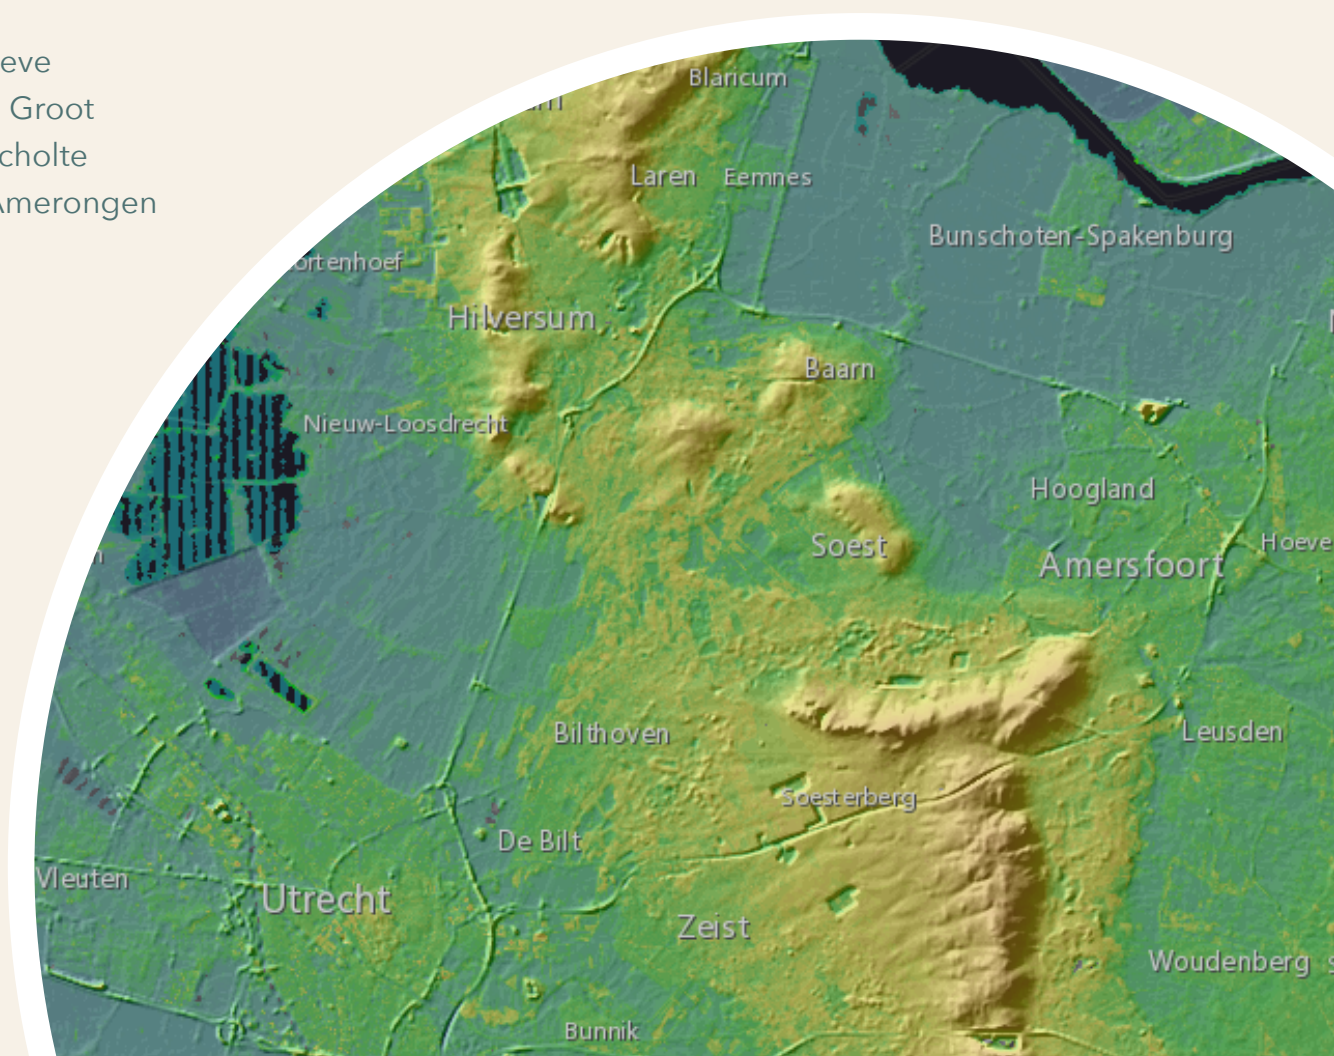 eve
Groot
cholte
Amerongen
Blaricum
Laren
Eemnes
Bunschoten-Spakenburg
ortenhoef
Hilversum
Baarn
Nieuw-Loosdrecht
Hoogland
Soest
Hoeve
Amersfoort
Bilthoven
Leusden
Soesterberg
De Bilt
Vleuten
Utrecht
Zeist
Woudenberg
Bunnik